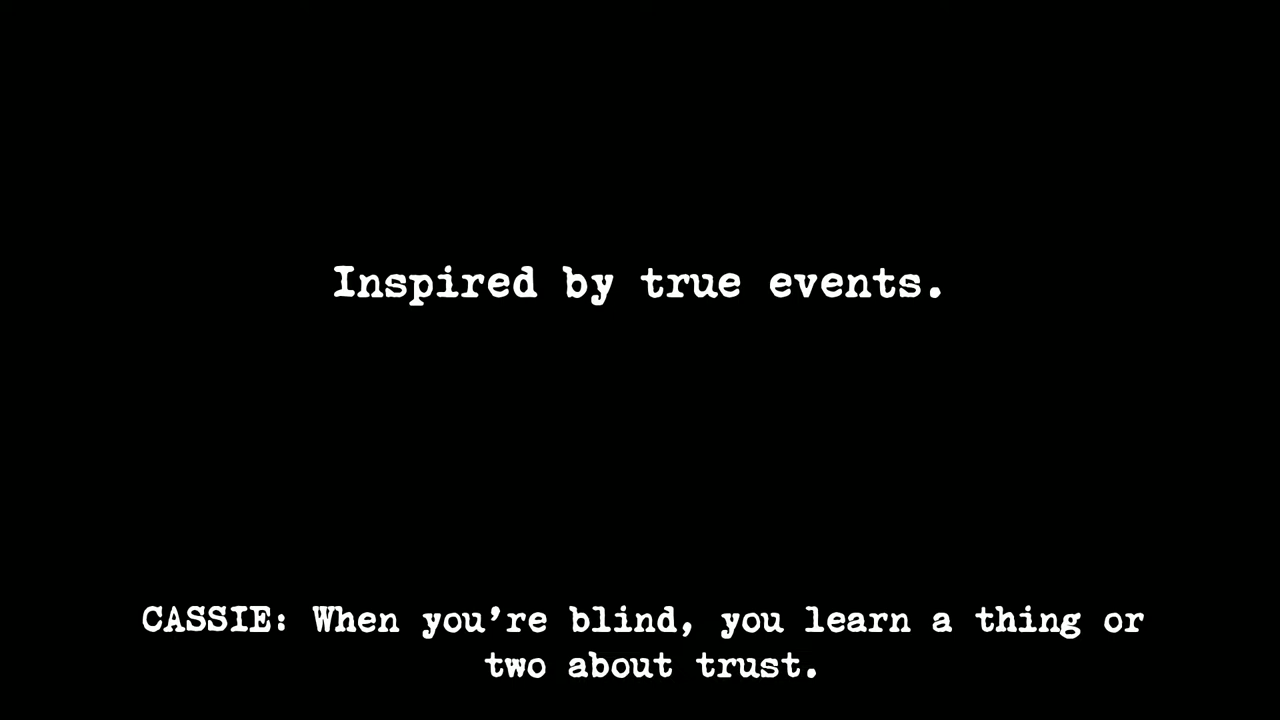 Inspired by true events.
CASSIE: When you're blind, you learn a thing or
two about trust.